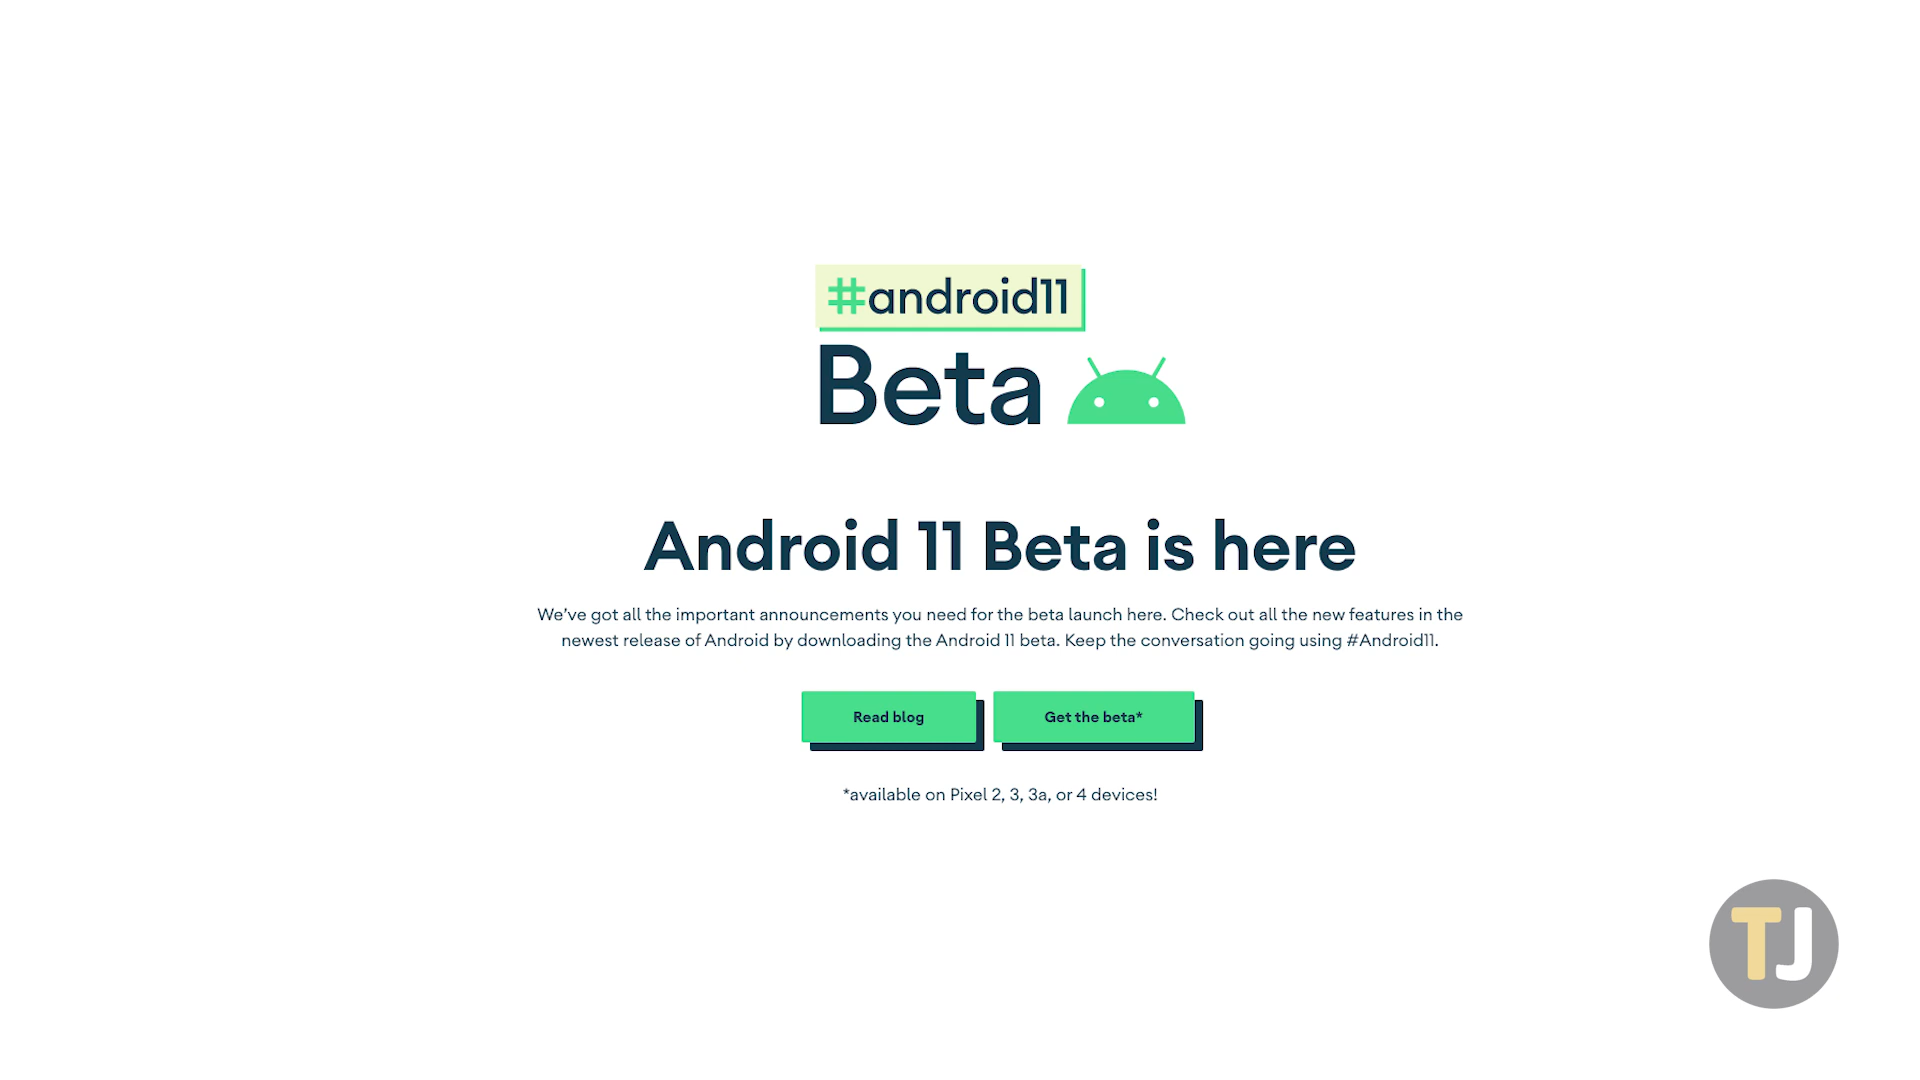 #android11
Beta
Android 11 Beta is here
We’ve got all the important announcements you need for the beta launch here. Check out all the new features in the
newest release of Android by downloading the Android 11 beta. Keep the conversation going using #Android11.
Read blog
Get the beta*
*available on Pixel 2, 3, 3a, or 4 devices!
TJ